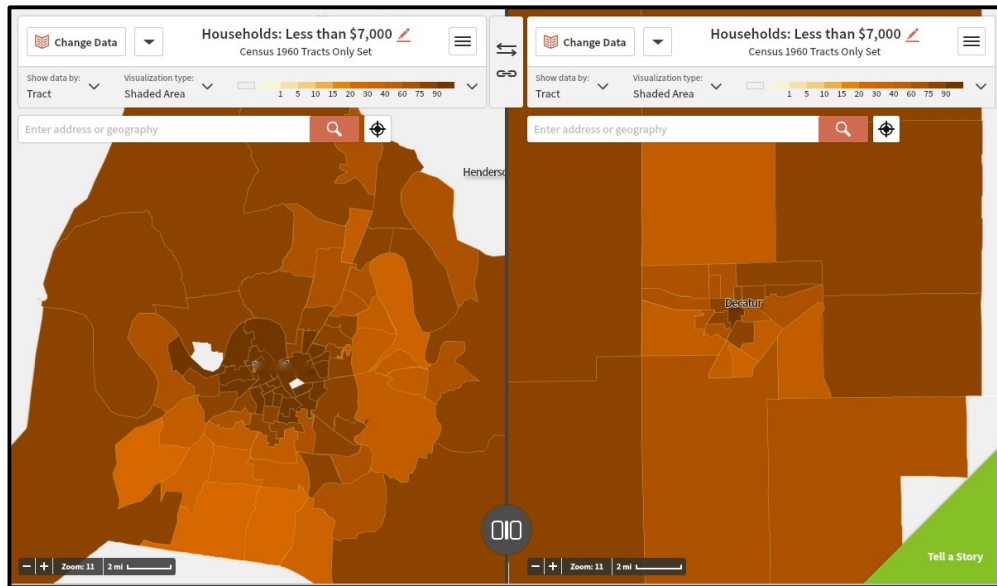 Change Data
Households: Less than $7,000
Census 1960 Tracts Only Set
Show data by:
Tract
Visualization type:
Shaded Area
1 5 10 15 20 30 40 60 75 90
Enter address or geography
Henderso
Zoom: 11 2 mi
Change Data
Households: Less than $7,000
Census 1960 Tracts Only Set
Show data by:
Tract
Visualization type:
Shaded Area
1 5 10 15 20 30 40 60 75 90
Enter address or geography
Decatur
Zoom: 11 2 mi
Tell a Story